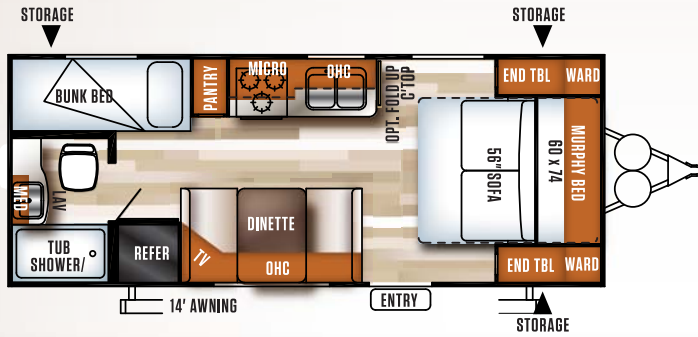 STORAGE
STORAGE
BUNK BED
PANTRY
MICRO
OHC
OPT. FOLD UP
C'TOP
END TBL
WARD
56" SOFA
60 x 74
MURPHY BED
MED
LAV
TUB
SHOWER/
REFER
TV
DINETTE
OHC
END TBL
WARD
14' AWNING
ENTRY
STORAGE